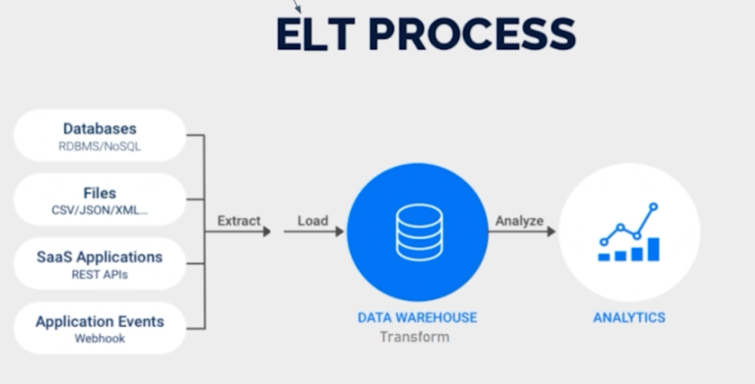 ELT PROCESS
Databases
RDBMS/NoSQL
Files
CSV/JSON/XML...
SaaS Applications
REST APIs
Application Events
Webhook
Extract
Load
DATA WAREHOUSE
Transform
Analyze
ANALYTICS